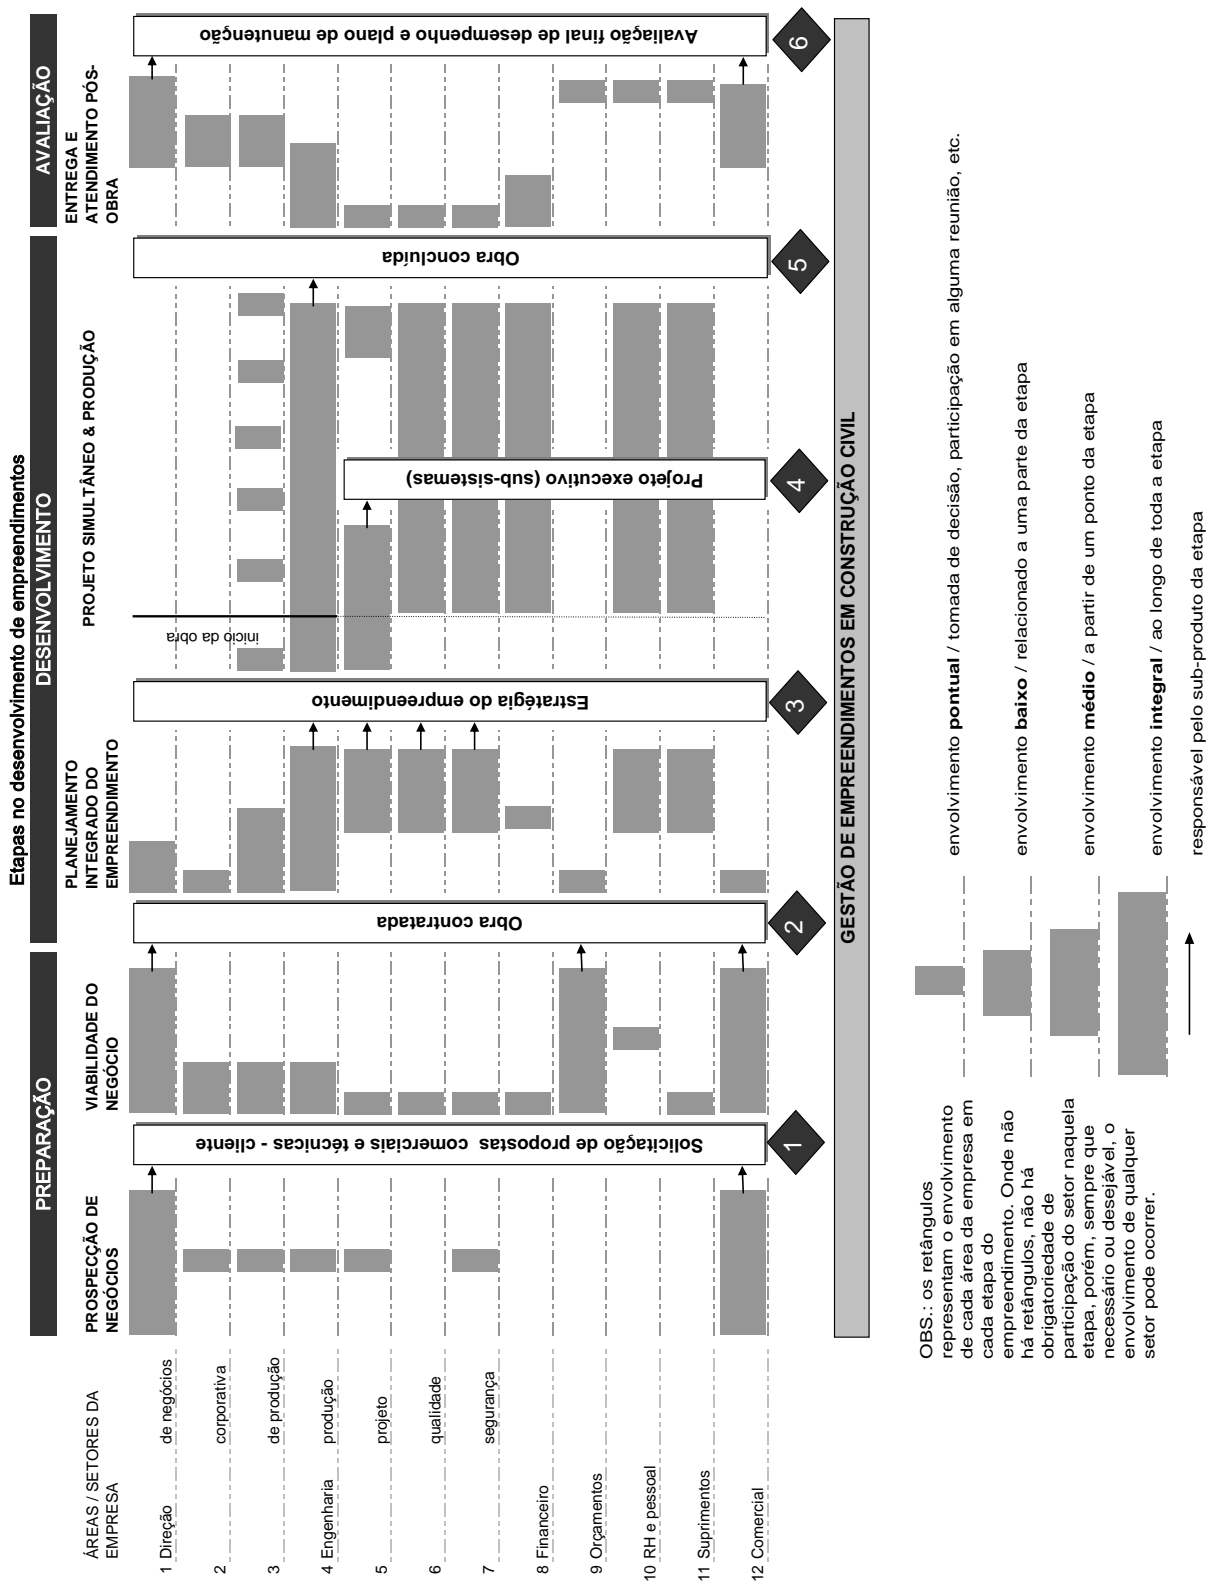 Etapas no desenvolvimento de empreendimentos
PREPARAÇÃO
DESENVOLVIMENTO
AVALIAÇÃO
ÁREAS / SETORES DA
EMPRESA
PROSPECÇÃO DE
NEGÓCIOS
VIABILIDADE DO
NEGÓCIO
PLANEJAMENTO
INTEGRADO DO
EMPREENDIMENTO
PROJETO SIMULTÂNEO & PRODUÇÃO
ENTREGA E
ATENDIMENTO PÓS-
OBRA
1 Direção de negócios
2 corporativa
3 de produção
4 Engenharia produção
5 projeto
6 qualidade
7 segurança
8 Financeiro
9 Orçamentos
10 RH e pessoal
11 Suprimentos
12 Comercial
Solicitação de propostas comerciais e técnicas - cliente
Obra contratada
Estratégia do empreendimento
inicio da obra
Projeto executivo (sub-sistemas)
Obra concluída
Avaliação final de desempenho e plano de manutenção
1
2
3
4
5
6
GESTÃO DE EMPREENDIMENTOS EM CONSTRUÇÃO CIVIL
OBS.: os retângulos
representam o envolvimento
de cada área da empresa em
cada etapa do
empreendimento. Onde não
há retângulos, não há
obrigatoriedade de
participação do setor naquela
etapa, porém, sempre que
necessário ou desejável, o
envolvimento de qualquer
setor pode ocorrer.
envolvimento pontual / tomada de decisão, participação em alguma reunião, etc.
envolvimento baixo / relacionado a uma parte da etapa
envolvimento médio / a partir de um ponto da etapa
envolvimento integral / ao longo de toda a etapa
responsável pelo sub-produto da etapa